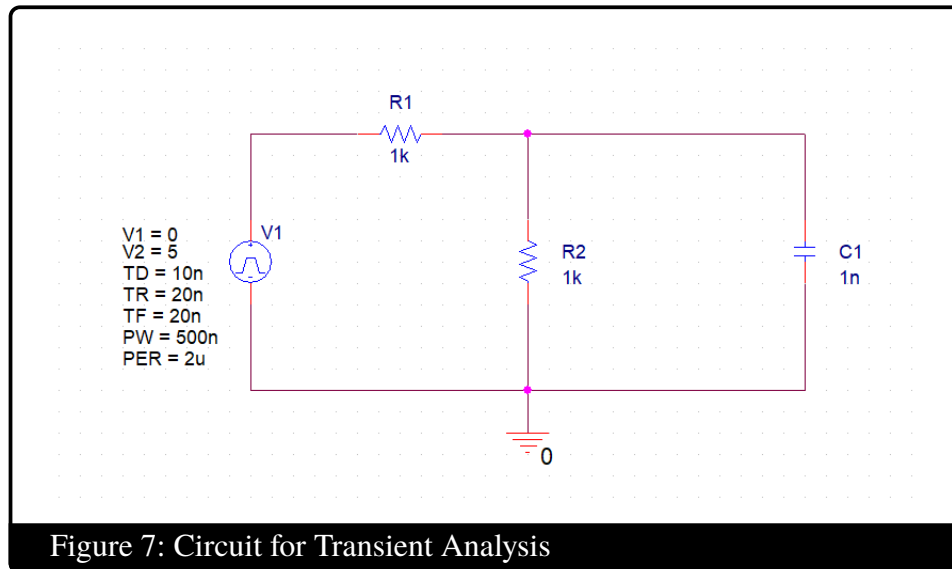 R1
1k
V1
V1 = 0
V2 = 5
TD = 10n
TR = 20n
TF = 20n
PW = 500n
PER = 2u
R2
1k
C1
1n
0
Figure 7: Circuit for Transient Analysis